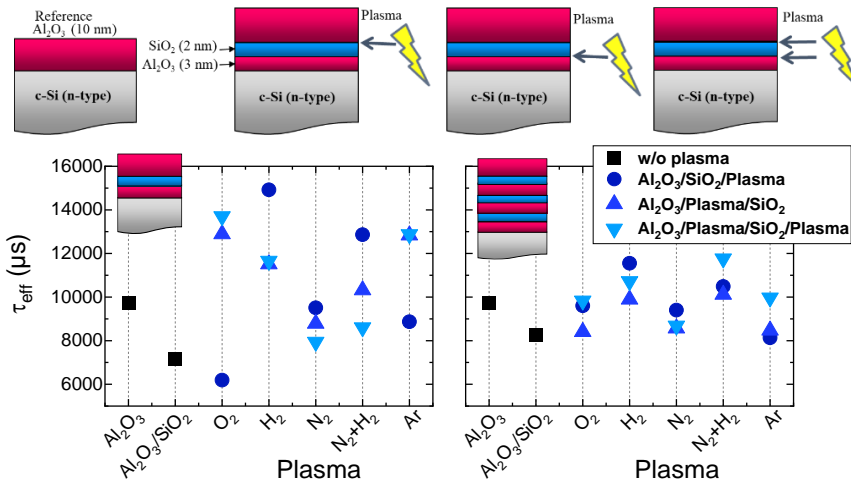 Reference
Al₂O₃ (10 nm)
SiO₂ (2 nm)
Al₂O₃ (3 nm)
c-Si (n-type)
Plasma
c-Si (n-type)
Plasma
c-Si (n-type)
Plasma
c-Si (n-type)
w/o plasma
Al₂O₃/SiO₂/Plasma
Al₂O₃/Plasma/SiO₂
Al₂O₃/Plasma/SiO₂/Plasma
τeff (µs)
16000
14000
12000
10000
8000
6000
Al₂O₃
Al₂O₃/SiO₂
O₂
H₂
N₂
N₂+H₂
Ar
Plasma
Al₂O₃
Al₂O₃/SiO₂
O₂
H₂
N₂
N₂+H₂
Ar
Plasma